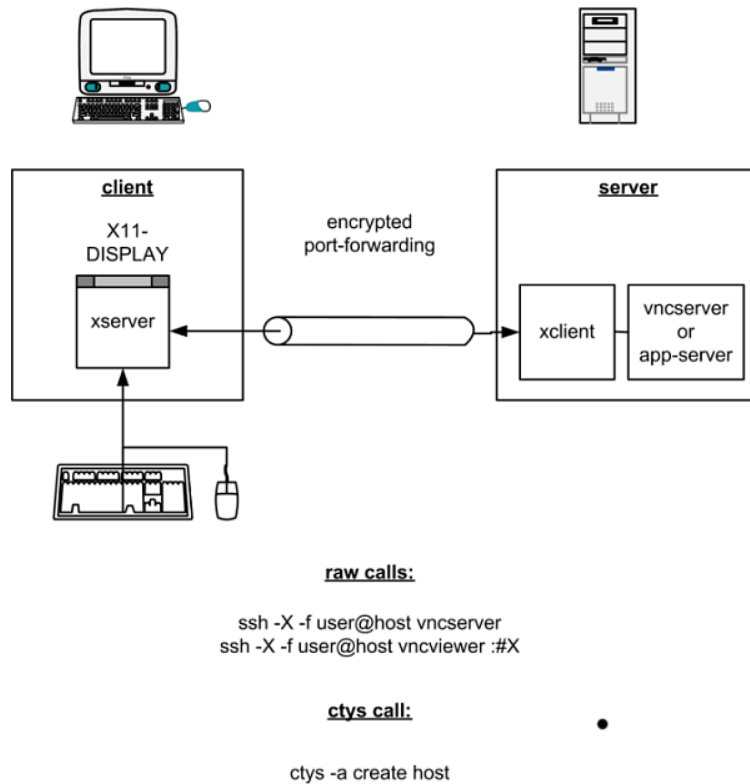 client
server
X11-
DISPLAY
encrypted
port-forwarding
xserver
xclient
vncserver
or
app-server
raw calls:
ssh -X -f user@host vncserver
ssh -X -f user@host vncviewer :#X
ctys call:
ctys -a create host